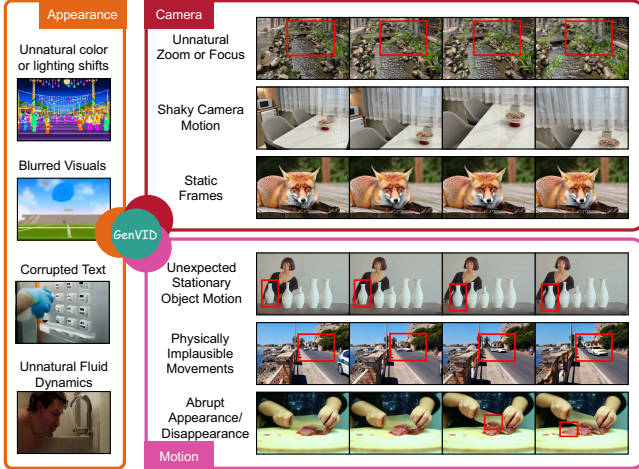 Appearance
Unnatural color
or lighting shifts
Blurred Visuals
Corrupted Text
Unnatural Fluid
Dynamics
GenVID
Camera
Unnatural
Zoom or Focus
Shaky Camera
Motion
Static
Frames
Unexpected
Stationary
Object Motion
Physically
Implausible
Movements
Abrupt
Appearance/
Disappearance
Motion